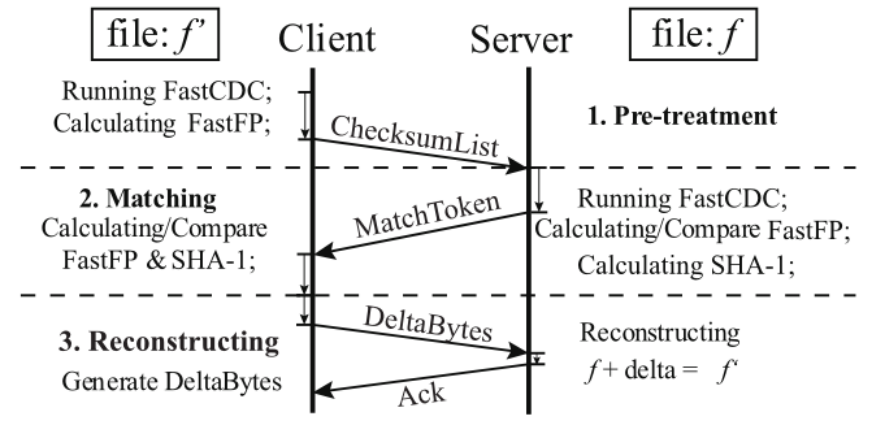 file: f’
Client
Server
file: f
Running FastCDC;
Calculating FastFP;
ChecksumList
1. Pre-treatment
2. Matching
Calculating/Compare
FastFP & SHA-1;
MatchToken
Running FastCDC;
Calculating/Compare FastFP;
Calculating SHA-1;
3. Reconstructing
Generate DeltaBytes
DeltaBytes
Ack
Reconstructing
f + delta = f‘